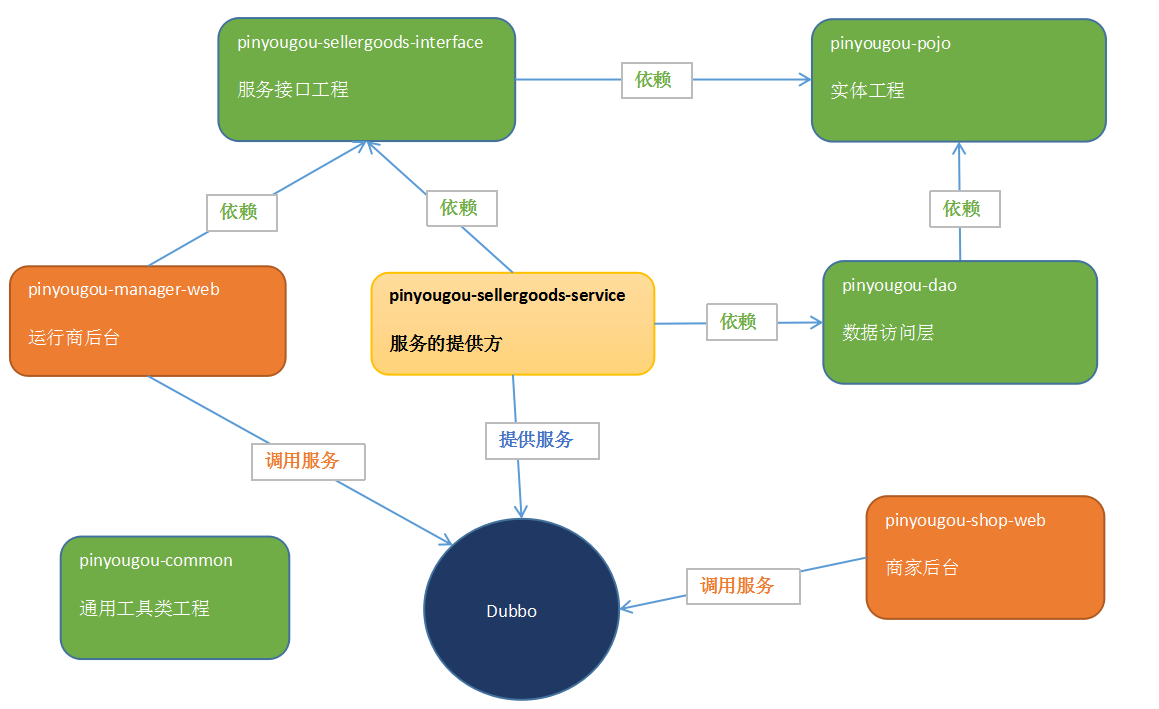 pinyougou-sellergoods-interface
服务接口工程
依赖
pinyougou-pojo
实体工程
依赖
依赖
依赖
pinyougou-manager-web
运行商后台
pinyougou-sellergoods-service
服务的提供方
依赖
pinyougou-dao
数据访问层
调用服务
提供服务
pinyougou-common
通用工具类工程
Dubbo
调用服务
pinyougou-shop-web
商家后台